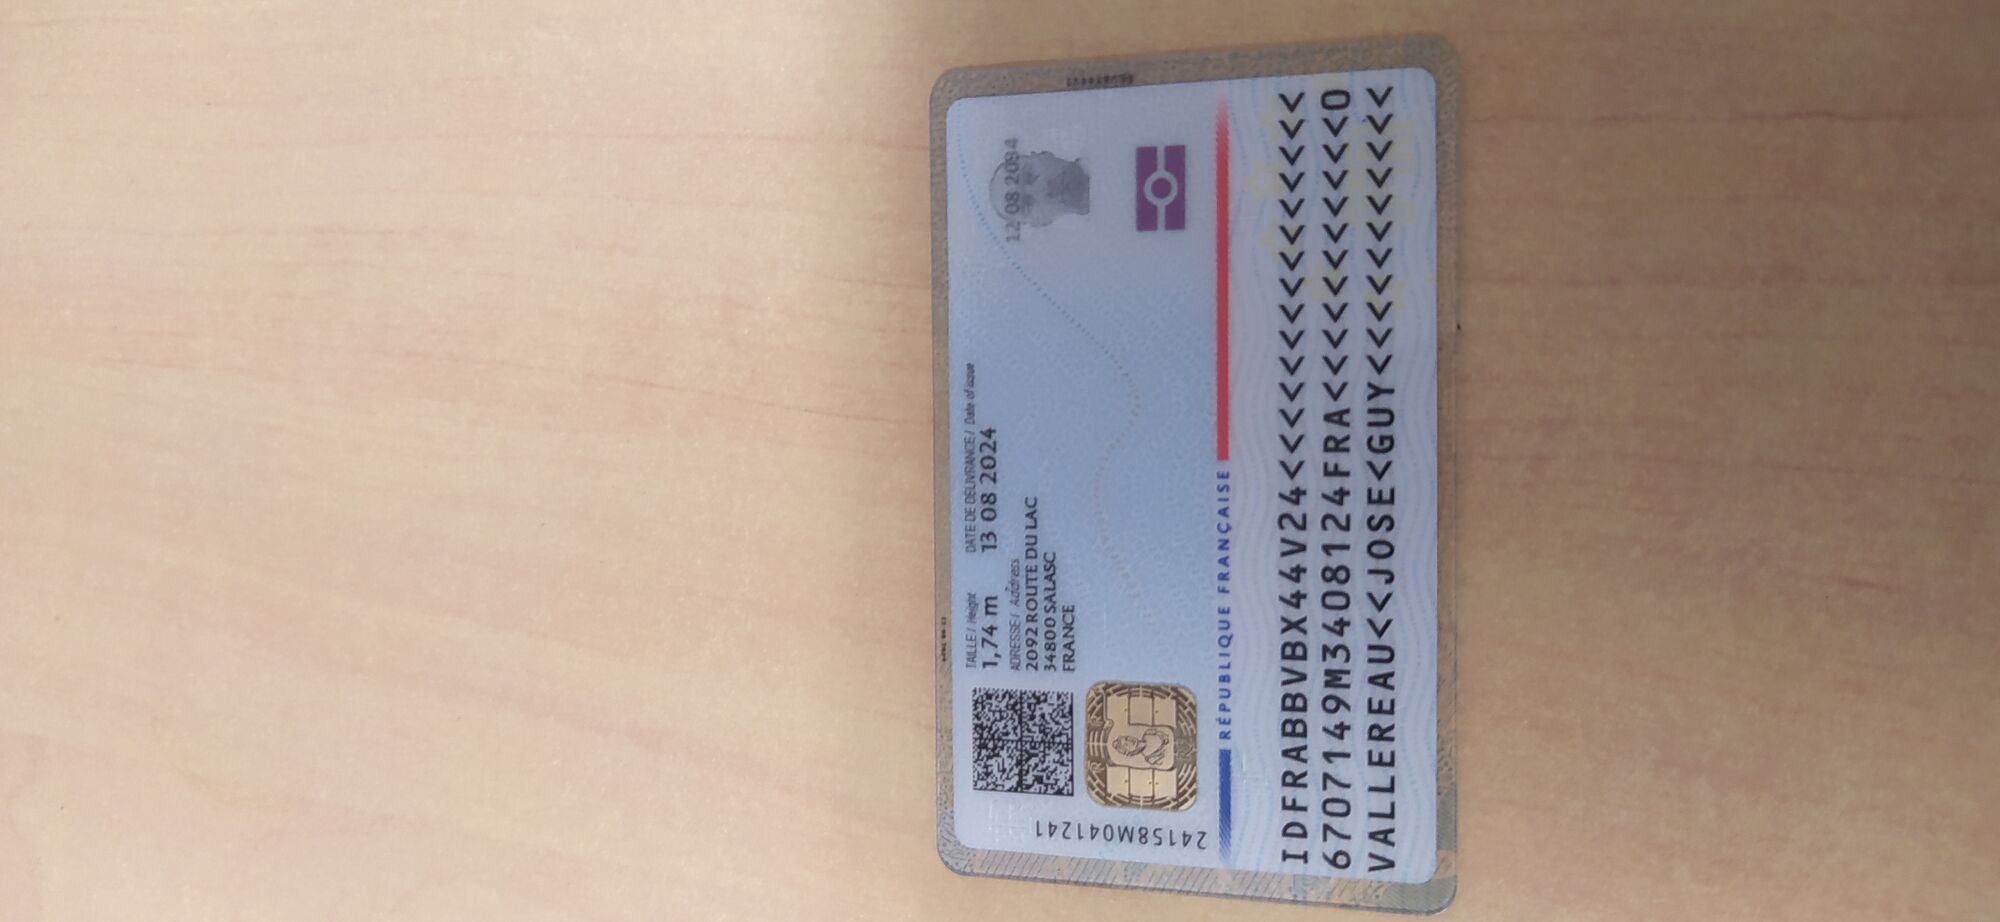 TAILLE / Height
1,74 m
DATE DE DÉLIVRANCE / Date of issue
13 08 2024
ADRESSE / Address
2092 ROUTE DU LAC
34800 SALASC
FRANCE
12 08 2034
24158M041241
RÉPUBLIQUE FRANÇAISE
IDFRABBVBX44V24<<<<<<<<<<<<<<<
6707149M3408124FRA<<<<<<<<<<<0
VALLEREAU<<JOSE<GUY<<<<<<<<<<<